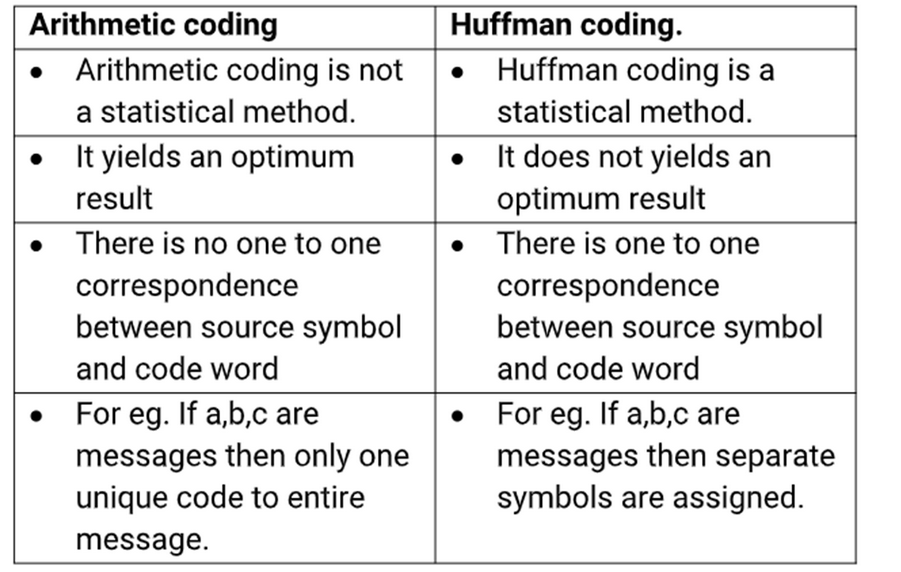 Arithmetic coding
Huffman coding.
• Arithmetic coding is not
a statistical method.
• Huffman coding is a
statistical method.
• It yields an optimum
result
• It does not yields an
optimum result
• There is no one to one
correspondence
between source symbol
and code word
• There is one to one
correspondence
between source symbol
and code word
• For eg. If a,b,c are
messages then only one
unique code to entire
message.
• For eg. If a,b,c are
messages then separate
symbols are assigned.